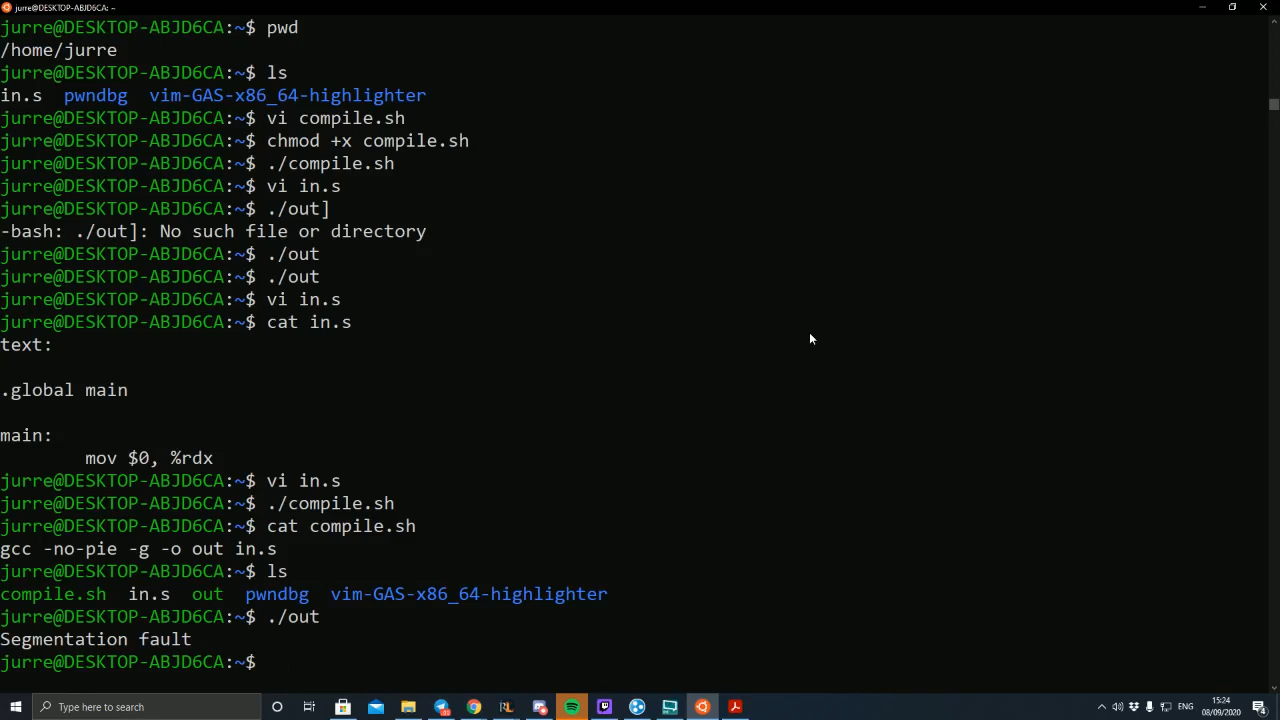 jurre@DESKTOP-ABJD6CA: ~
jurre@DESKTOP-ABJD6CA:~$ pwd
/home/jurre
jurre@DESKTOP-ABJD6CA:~$ ls
in.s  pwndbg  vim-GAS-x86_64-highlighter
jurre@DESKTOP-ABJD6CA:~$ vi compile.sh
jurre@DESKTOP-ABJD6CA:~$ chmod +x compile.sh
jurre@DESKTOP-ABJD6CA:~$ ./compile.sh
jurre@DESKTOP-ABJD6CA:~$ vi in.s
jurre@DESKTOP-ABJD6CA:~$ ./out]
-bash: ./out]: No such file or directory
jurre@DESKTOP-ABJD6CA:~$ ./out
jurre@DESKTOP-ABJD6CA:~$ ./out
jurre@DESKTOP-ABJD6CA:~$ vi in.s
jurre@DESKTOP-ABJD6CA:~$ cat in.s
text:
.global main
main:
        mov $0, %rdx
jurre@DESKTOP-ABJD6CA:~$ vi in.s
jurre@DESKTOP-ABJD6CA:~$ ./compile.sh
jurre@DESKTOP-ABJD6CA:~$ cat compile.sh
gcc -no-pie -g -o out in.s
jurre@DESKTOP-ABJD6CA:~$ ls
compile.sh  in.s  out  pwndbg  vim-GAS-x86_64-highlighter
jurre@DESKTOP-ABJD6CA:~$ ./out
Segmentation fault
jurre@DESKTOP-ABJD6CA:~$
Type here to search
ENG
15:24
08/09/2020